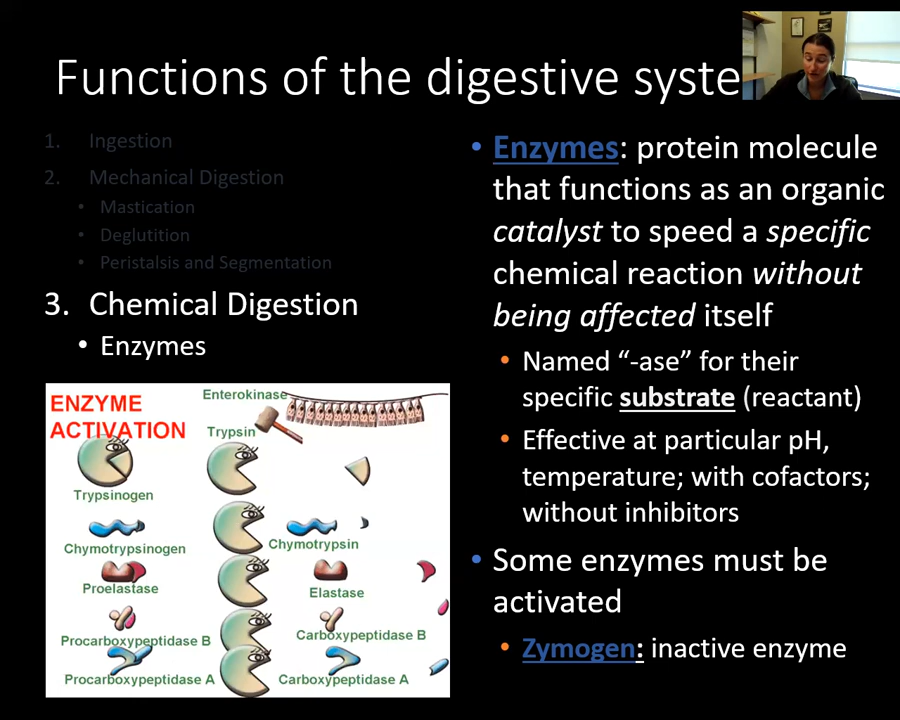 Functions of the digestive syste
1. Ingestion
2. Mechanical Digestion
• Mastication
• Deglutition
• Peristalsis and Segmentation
3. Chemical Digestion
• Enzymes
ENZYME
ACTIVATION
Enterokinase
Trypsin
Trypsinogen
Chymotrypsinogen
Chymotrypsin
Proelastase
Elastase
Procarboxypeptidase B
Carboxypeptidase B
Procarboxypeptidase A
Carboxypeptidase A
• Enzymes: protein molecule
that functions as an organic
catalyst to speed a specific
chemical reaction without
being affected itself
• Named “-ase” for their
specific substrate (reactant)
• Effective at particular pH,
temperature; with cofactors;
without inhibitors
• Some enzymes must be
activated
• Zymogen: inactive enzyme